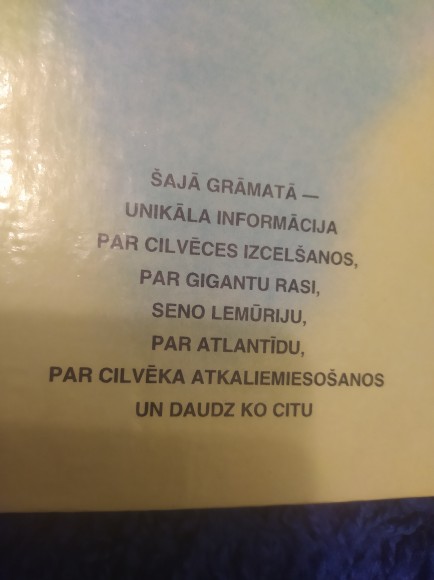 ŠAJĀ GRĀMATĀ —
UNIKĀLA INFORMĀCIJA
PAR CILVĒCES IZCELŠANOS,
PAR GIGANTU RASI,
SENO LEMŪRIJU,
PAR ATLANTĪDU,
PAR CILVĒKA ATKALIEMIESOŠANOS
UN DAUDZ KO CITU